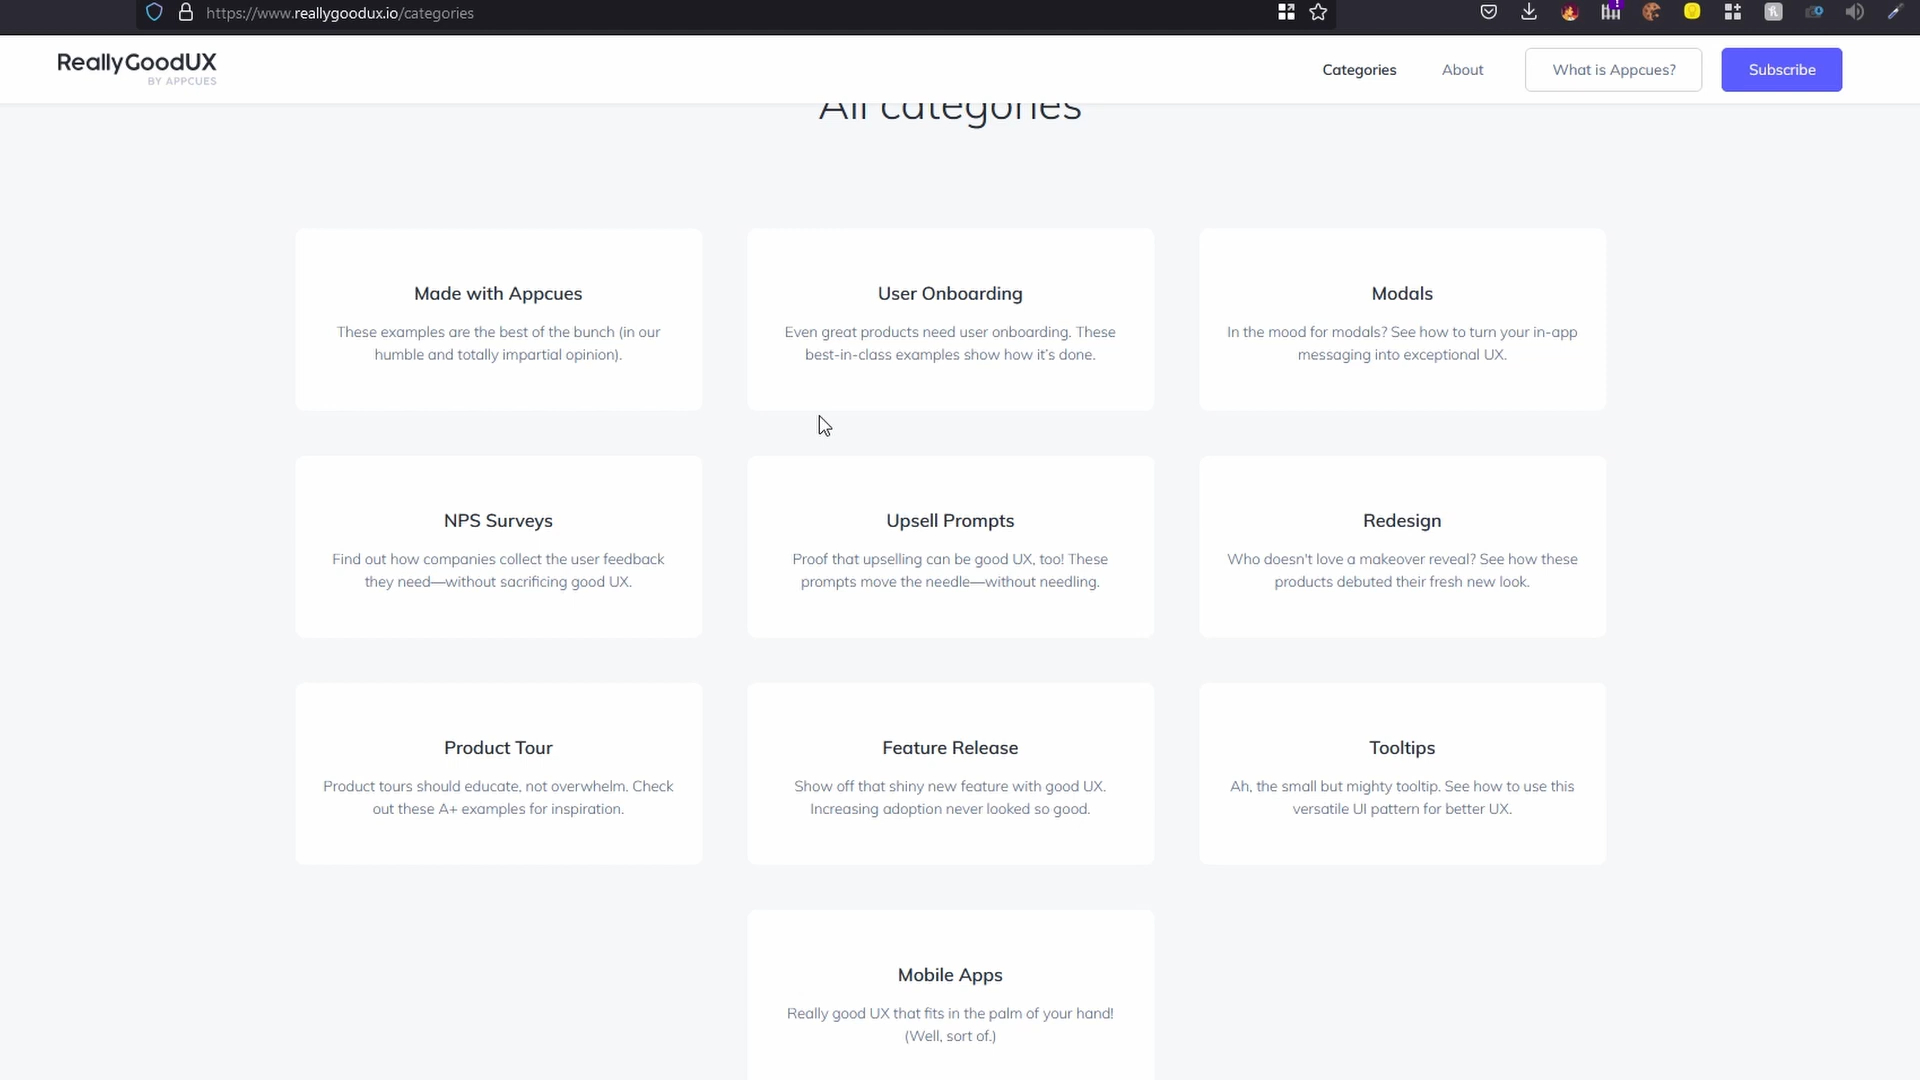 https://www.reallygoodux.io/categories
ReallyGoodUX
BY APPCUES
Categories
About
What is Appcues?
Subscribe
All categories
Made with Appcues
These examples are the best of the bunch (in our
humble and totally impartial opinion).
User Onboarding
Even great products need user onboarding. These
best-in-class examples show how it’s done.
Modals
In the mood for modals? See how to turn your in-app
messaging into exceptional UX.
NPS Surveys
Find out how companies collect the user feedback
they need—without sacrificing good UX.
Upsell Prompts
Proof that upselling can be good UX, too! These
prompts move the needle—without needling.
Redesign
Who doesn't love a makeover reveal? See how these
products debuted their fresh new look.
Product Tour
Product tours should educate, not overwhelm. Check
out these A+ examples for inspiration.
Feature Release
Show off that shiny new feature with good UX.
Increasing adoption never looked so good.
Tooltips
Ah, the small but mighty tooltip. See how to use this
versatile UI pattern for better UX.
Mobile Apps
Really good UX that fits in the palm of your hand!
(Well, sort of.)